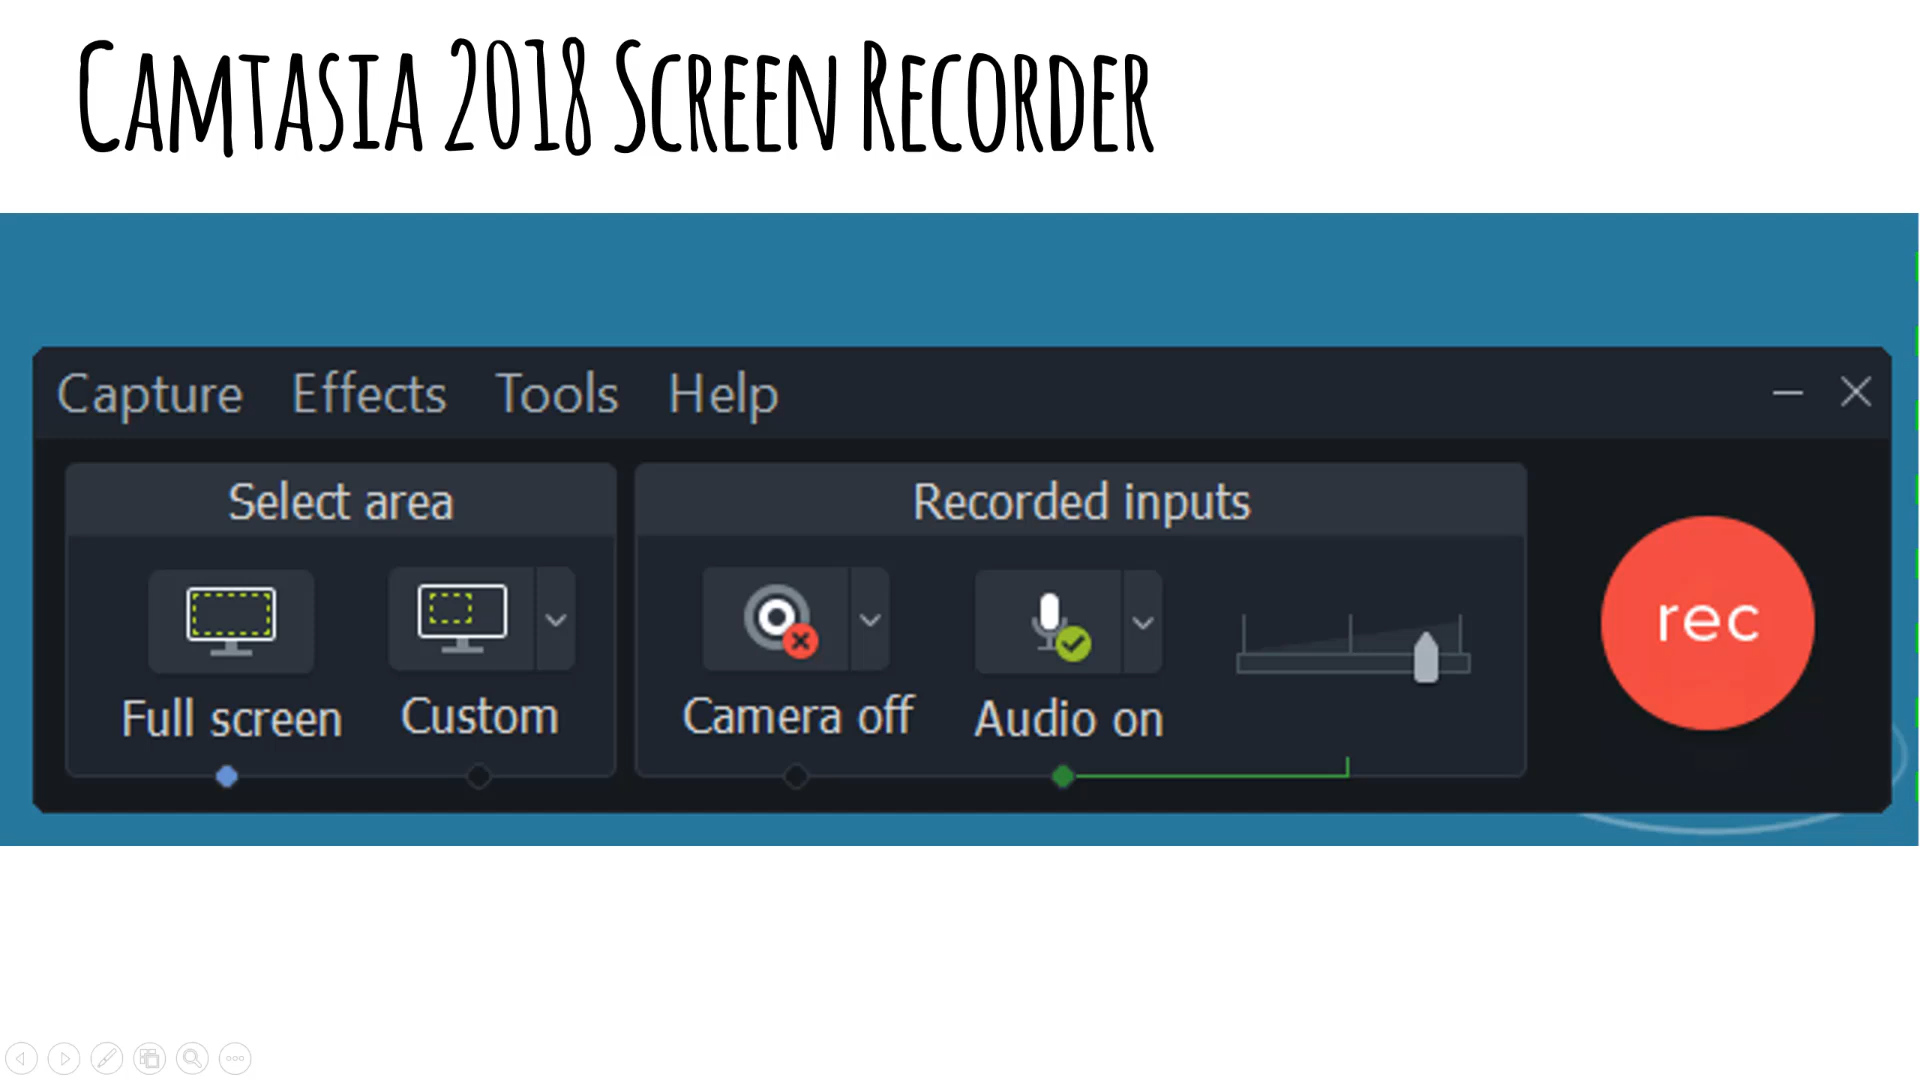 Camtasia 2018 Screen Recorder
Capture Effects Tools Help
Select area
Recorded inputs
Full screen
Custom
Camera off
Audio on
rec